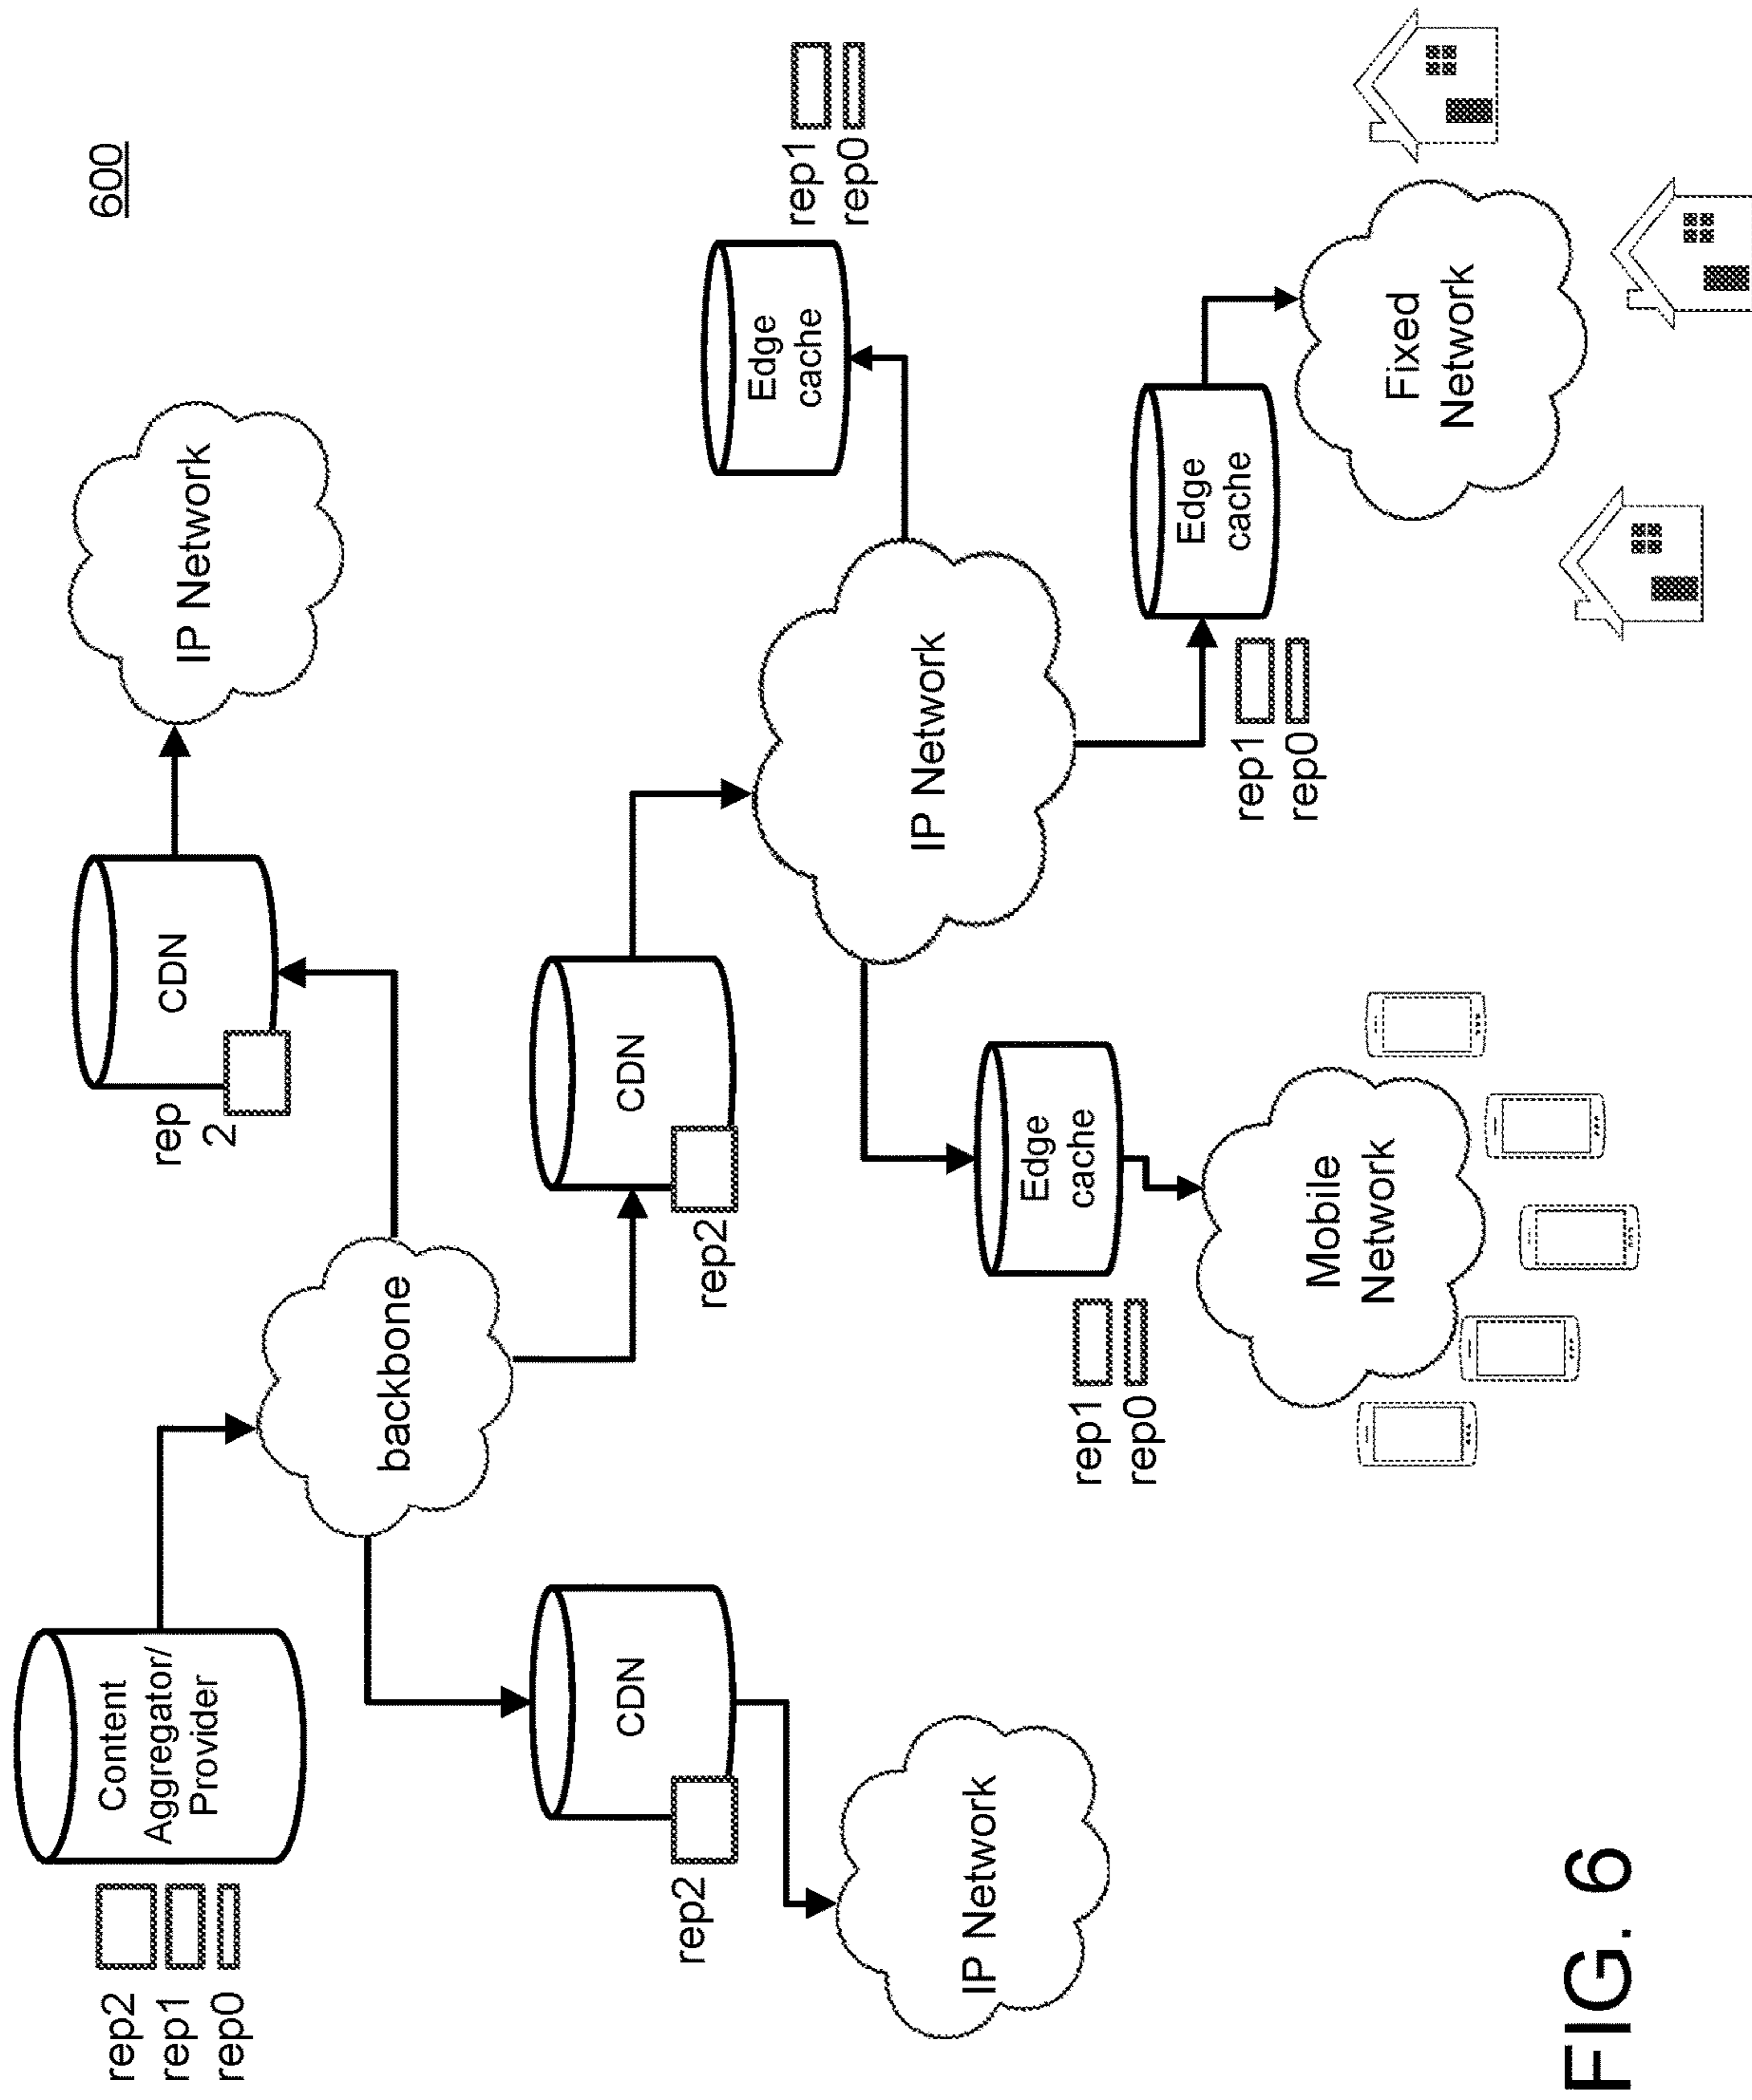 600
rep2
rep1
rep0
Content
Aggregator/
Provider
backbone
rep
2
CDN
IP Network
rep2
CDN
rep2
CDN
IP Network
IP Network
Edge
cache
rep1
rep0
rep1
rep0
Edge
cache
rep1
rep0
Edge
cache
Mobile
Network
Fixed
Network
FIG. 6